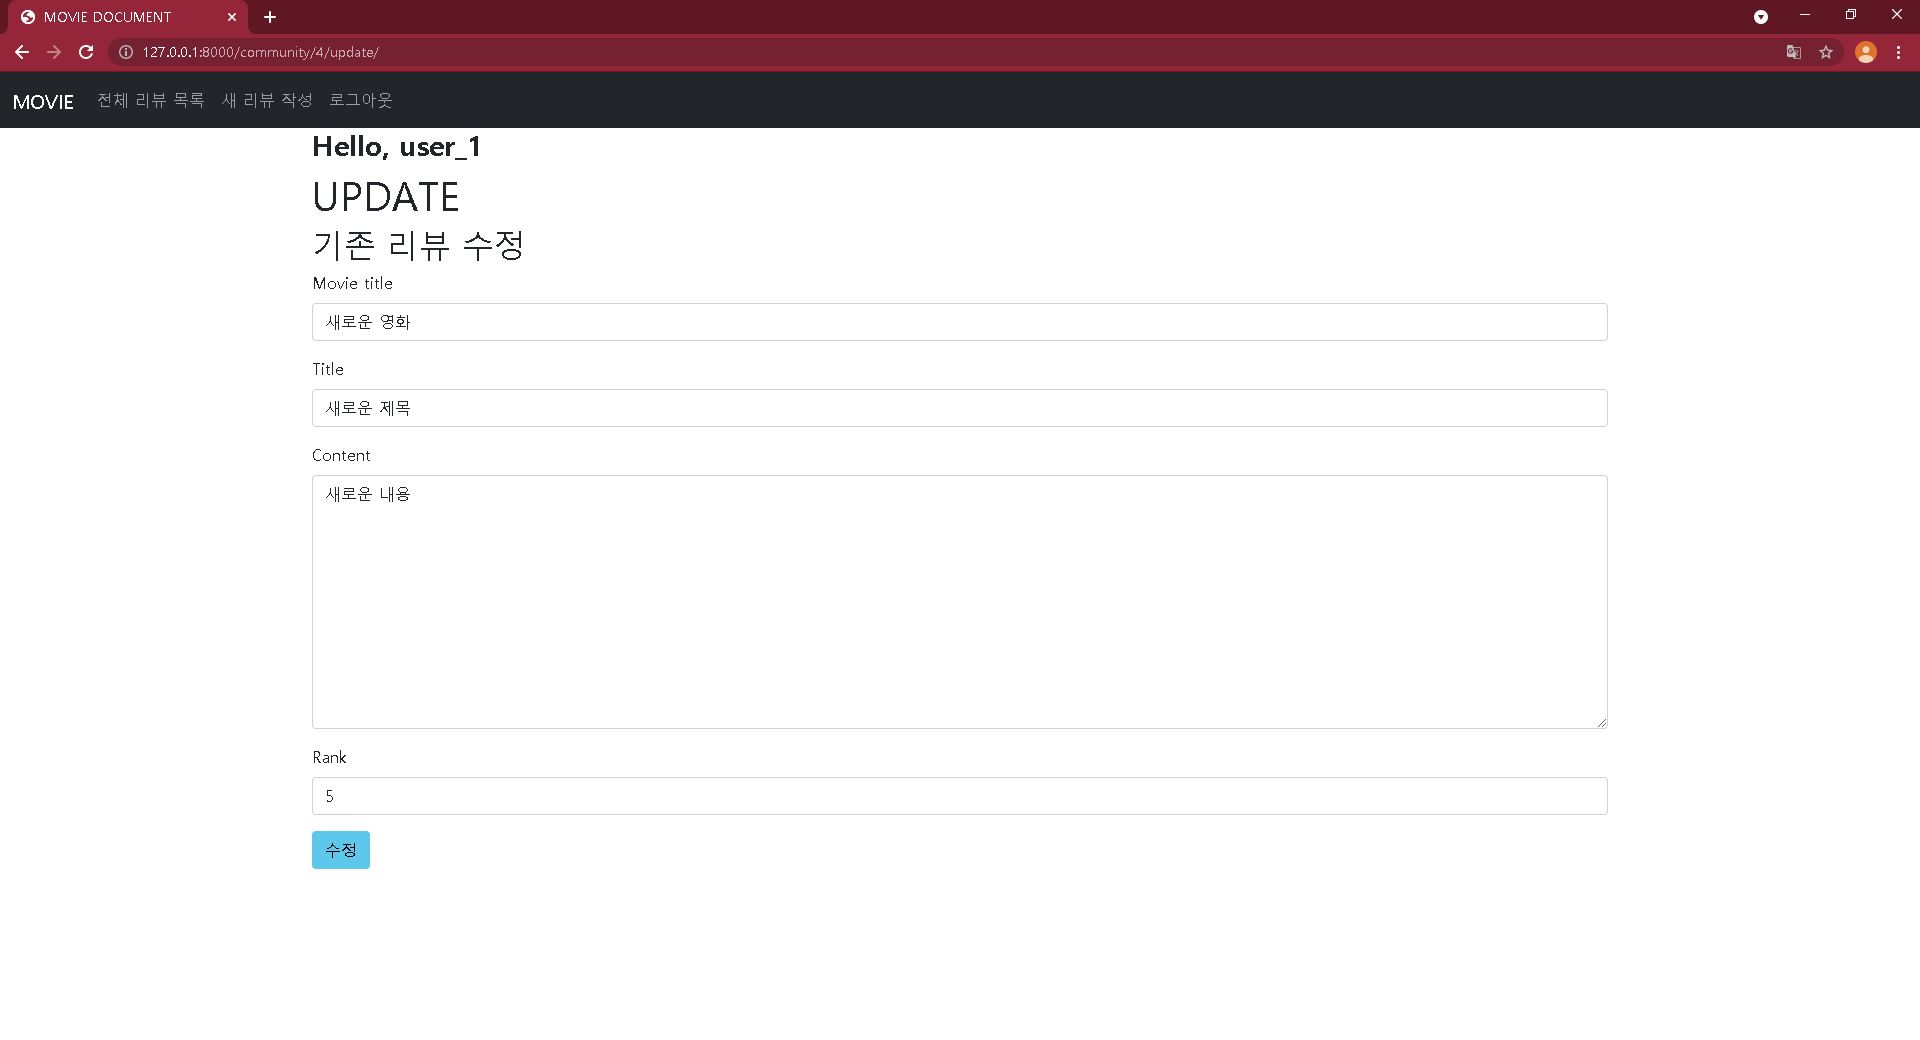 MOVIE DOCUMENT
127.0.0.1:8000/community/4/update/
MOVIE 전체 리뷰 목록 새 리뷰 작성 로그아웃
Hello, user_1
UPDATE
기존 리뷰 수정
Movie title
새로운 영화
Title
새로운 제목
Content
새로운 내용
Rank
5
수정